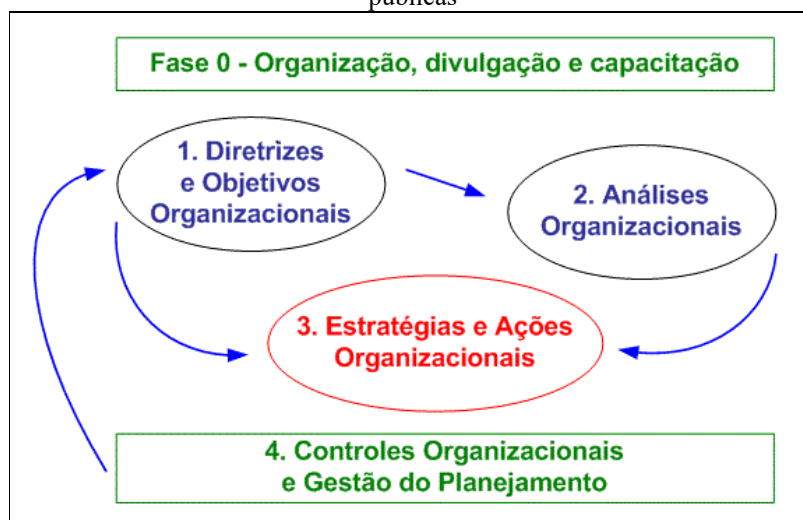 públicas
Fase 0 - Organização, divulgação e capacitação
1. Diretrizes
e Objetivos
Organizacionais
2. Análises
Organizacionais
3. Estratégias e Ações
Organizacionais
4. Controles Organizacionais
e Gestão do Planejamento